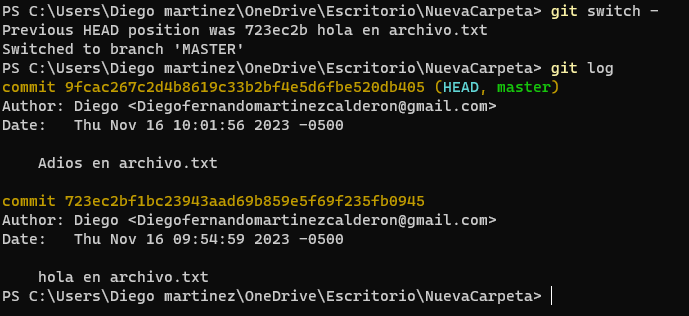 PS C:\Users\Diego martinez\OneDrive\Escritorio\NuevaCarpeta> git switch -
Previous HEAD position was 723ec2b hola en archivo.txt
Switched to branch 'MASTER'
PS C:\Users\Diego martinez\OneDrive\Escritorio\NuevaCarpeta> git log
commit 9fcac267c2d4b8619c33b2bf4e5d6fbe520db405 (HEAD, master)
Author: Diego <Diegofernandomartinezcalderon@gmail.com>
Date:   Thu Nov 16 10:01:56 2023 -0500
    Adios en archivo.txt
commit 723ec2bf1bc23943aad69b859e5f69f235fb0945
Author: Diego <Diegofernandomartinezcalderon@gmail.com>
Date:   Thu Nov 16 09:54:59 2023 -0500
    hola en archivo.txt
PS C:\Users\Diego martinez\OneDrive\Escritorio\NuevaCarpeta>